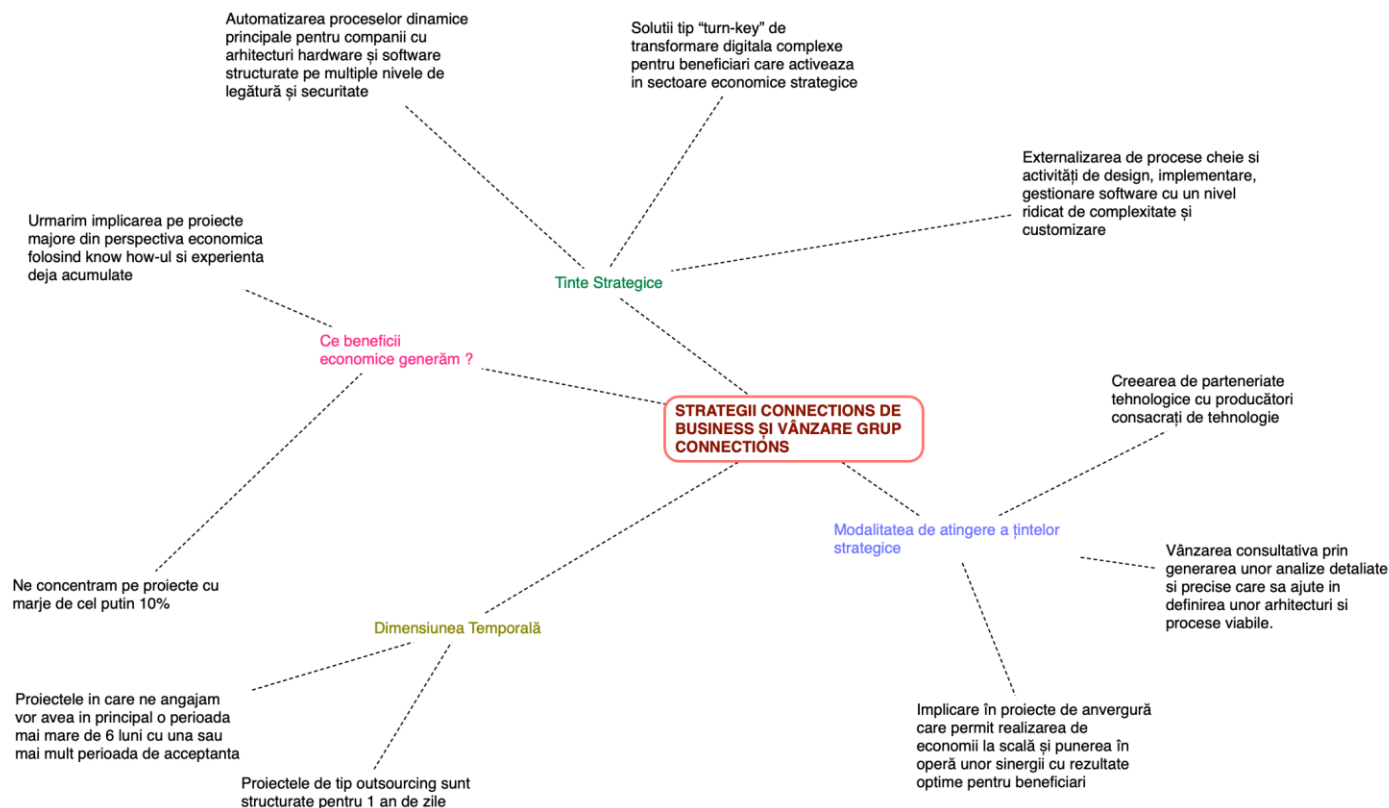 Automatizarea proceselor dinamice
principale pentru companii cu
arhitecturi hardware și software
structurate pe multiple nivele de
legătură și securitate
Solutii tip “turn-key” de
transformare digitala complexe
pentru beneficiari care activeaza
in sectoare economice strategice
Externalizarea de procese cheie si
activități de design, implementare,
gestionare software cu un nivel
ridicat de complexitate și
customizare
Urmarim implicarea pe proiecte
majore din perspectiva economica
folosind know how-ul si experienta
deja acumulate
Tinte Strategice
Ce beneficii
economice generăm ?
STRATEGII CONNECTIONS DE
BUSINESS ȘI VÂNZARE GRUP
CONNECTIONS
Creearea de parteneriate
tehnologice cu producători
consacrați de tehnologie
Modalitatea de atingere a țintelor
strategice
Vânzarea consultativa prin
generarea unor analize detaliate
si precise care sa ajute in
definirea unor arhitecturi si
procese viabile.
Ne concentram pe proiecte cu
marje de cel putin 10%
Dimensiunea Temporală
Proiectele in care ne angajam
vor avea in principal o perioada
mai mare de 6 luni cu una sau
mai mult perioada de acceptanta
Implicare în proiecte de anvergură
care permit realizarea de
economii la scală și punerea în
operă unor sinergii cu rezultate
optime pentru beneficiari
Proiectele de tip outsourcing sunt
structurate pentru 1 an de zile